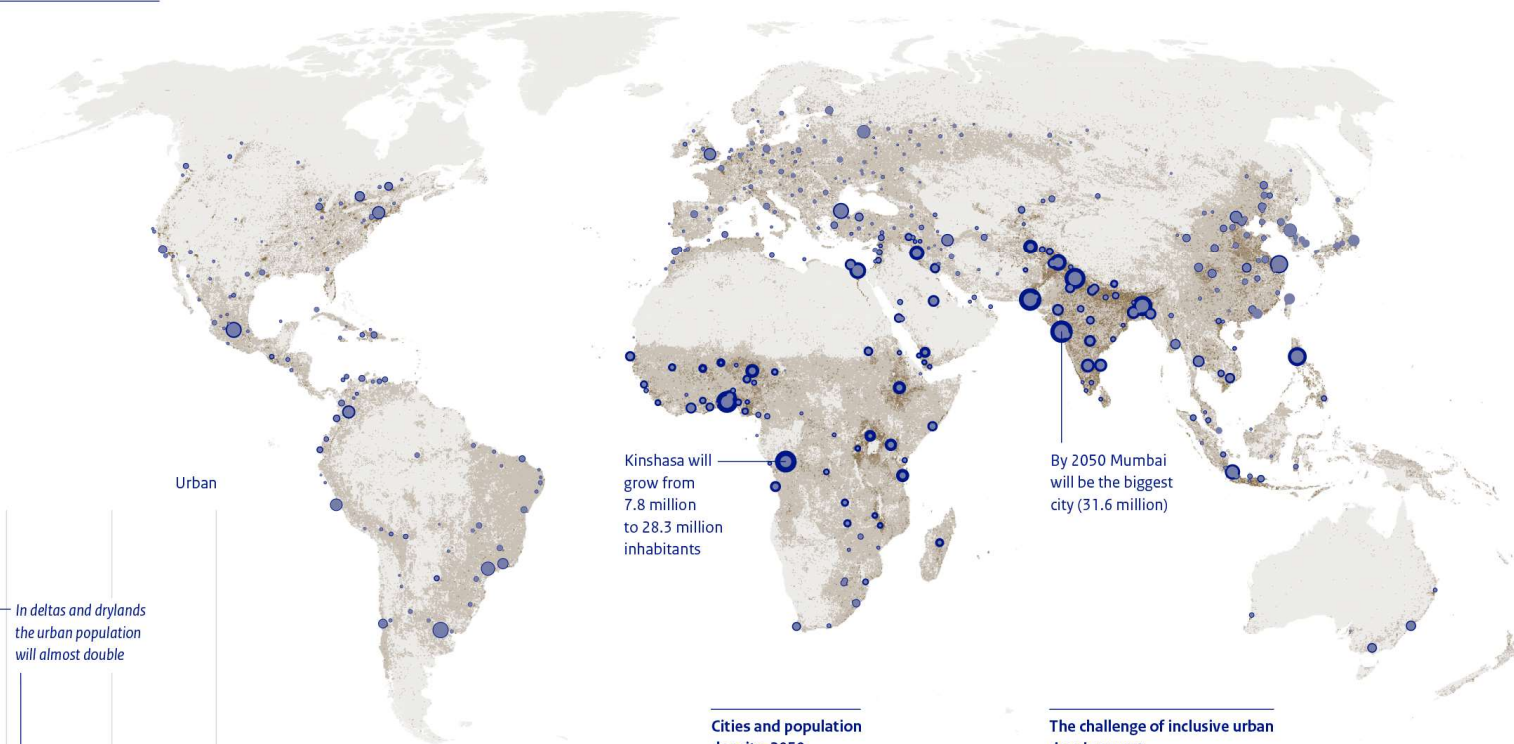 Urban
In deltas and drylands
the urban population
will almost double
Kinshasa will
grow from
7.8 million
to 28.3 million
inhabitants
By 2050 Mumbai
will be the biggest
city (31.6 million)
Cities and population
The challenge of inclusive urban